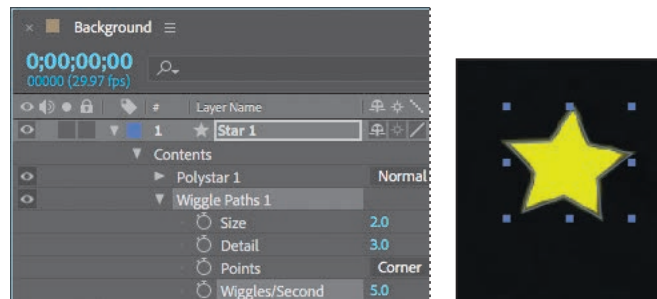 × Background ≡
0;00;00;00
00000 (29.97 fps)
# Layer Name
1 ★ Star 1
Contents
Polystar 1 Normal
Wiggle Paths 1
Size 2.0
Detail 3.0
Points Corner
Wiggles/Second 5.0